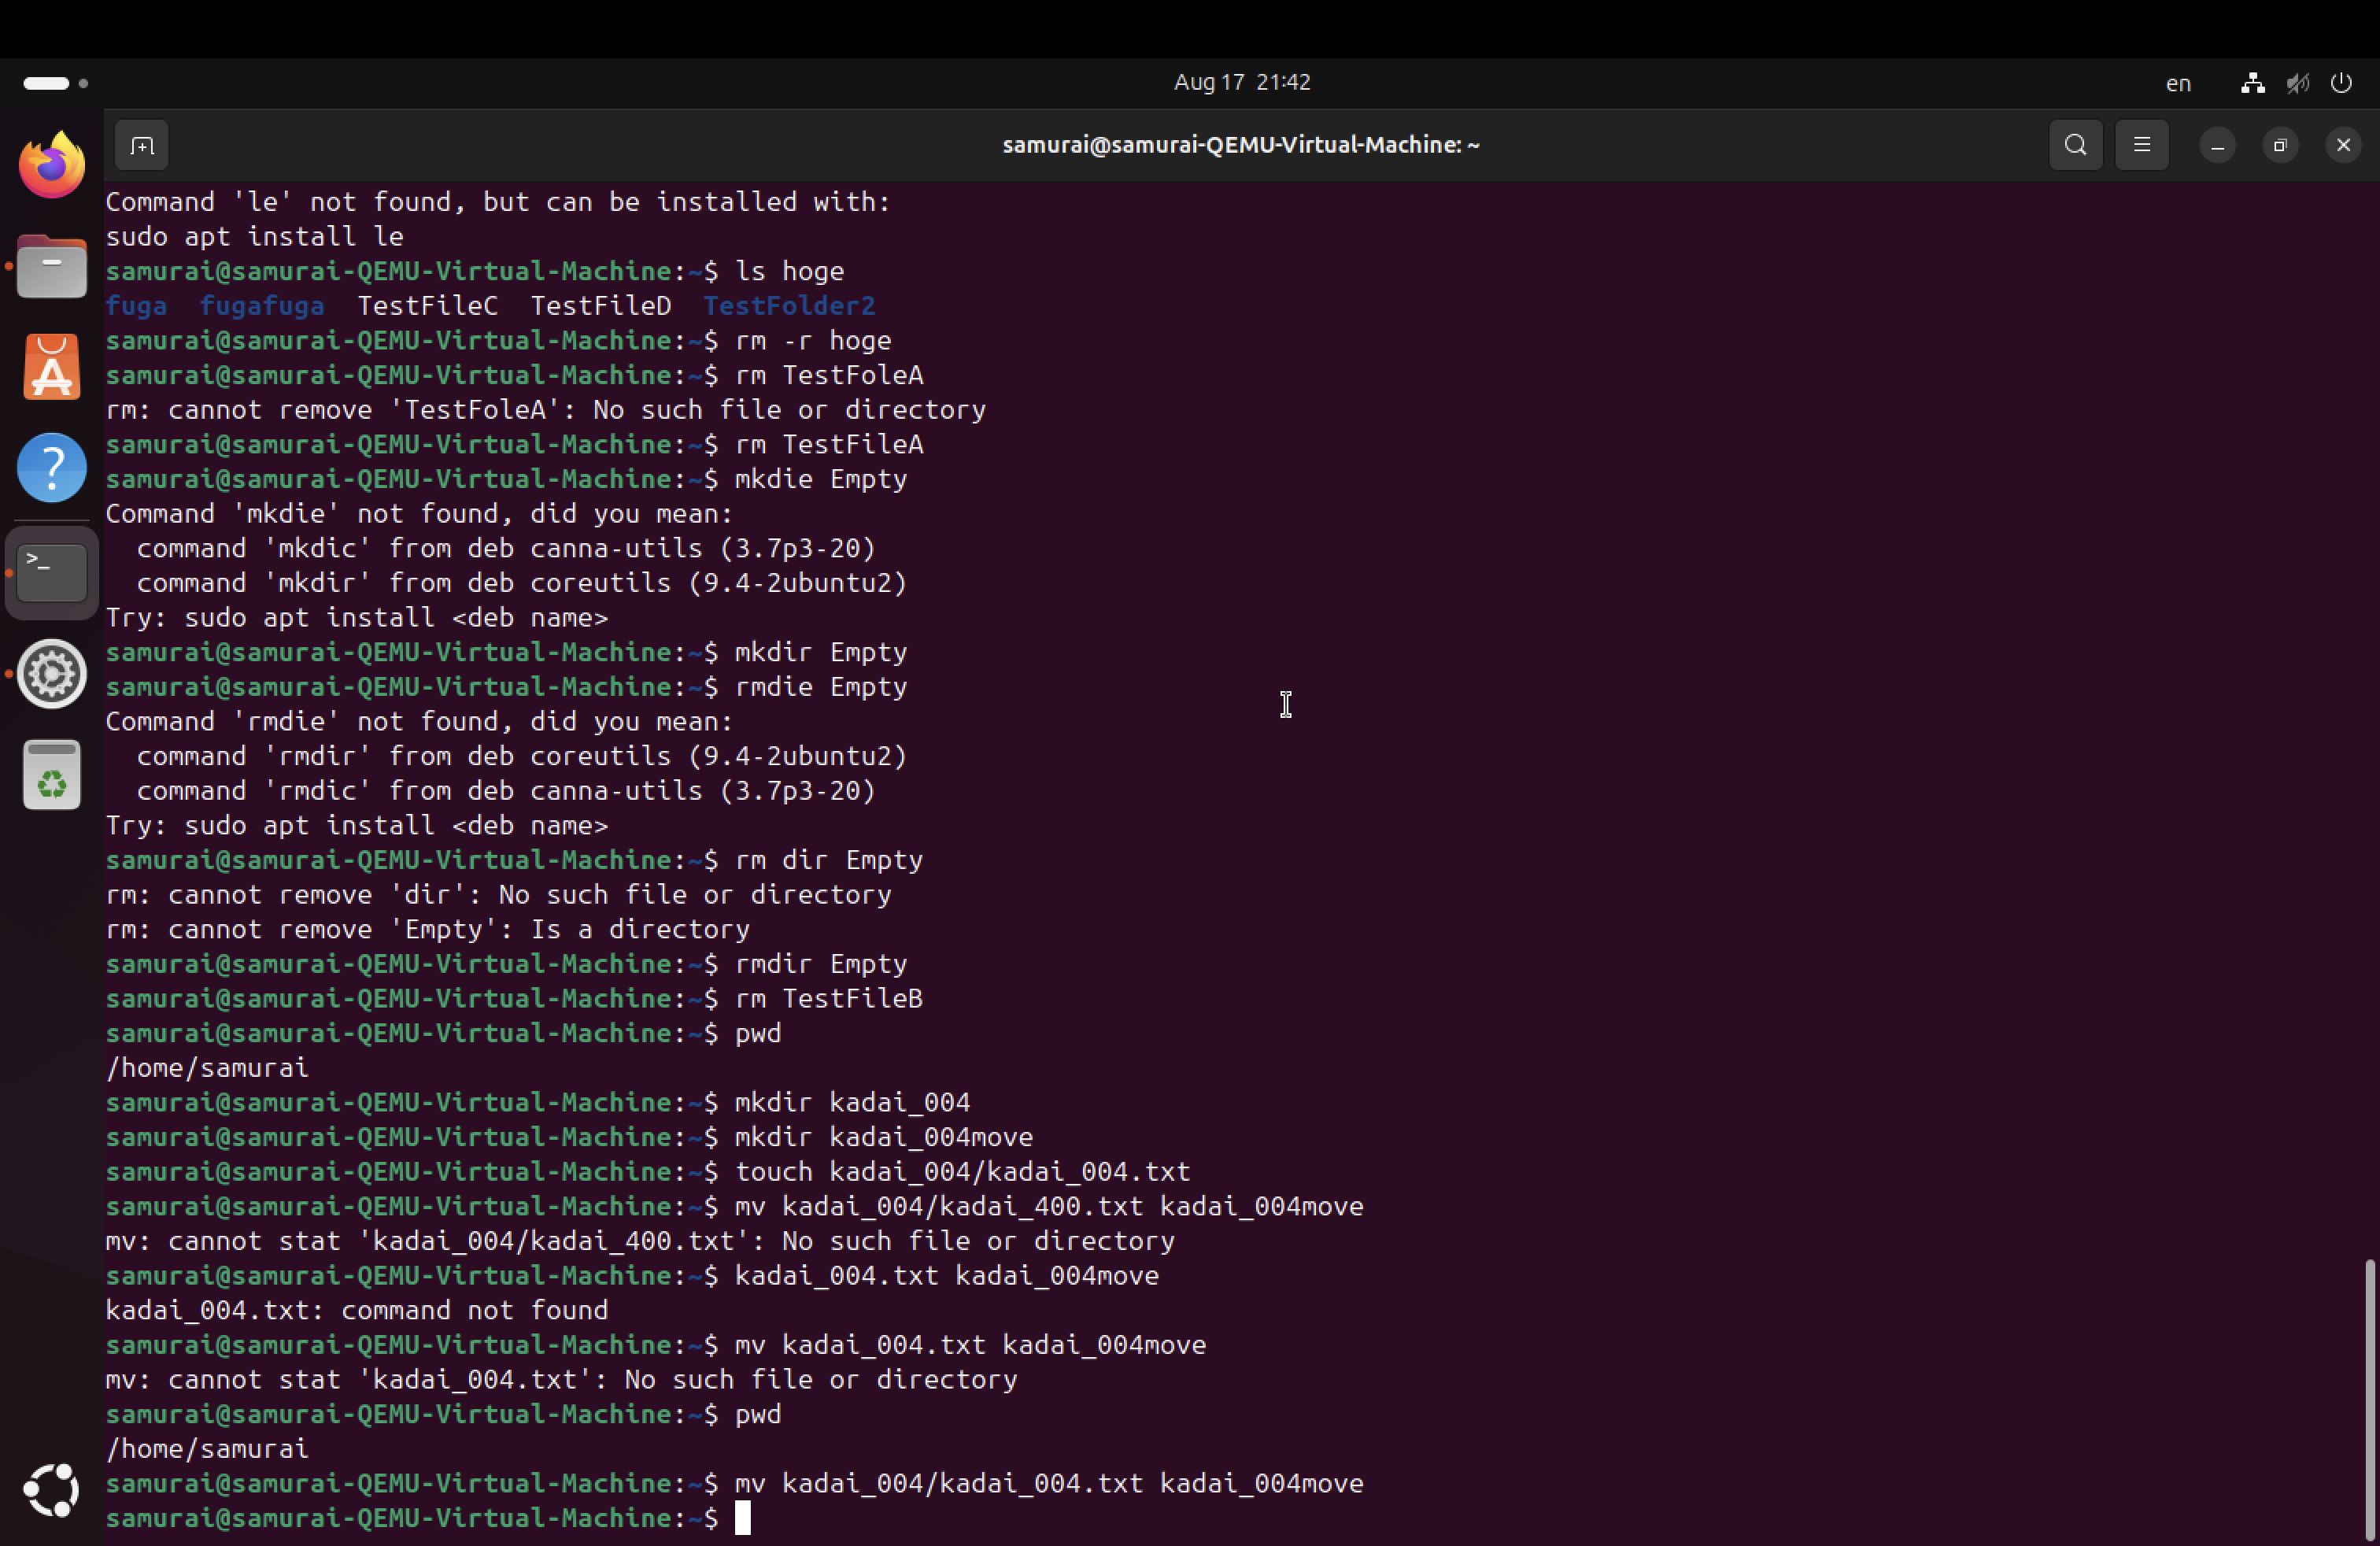 Aug 17 21:42
en
samurai@samurai-QEMU-Virtual-Machine: ~
Command 'le' not found, but can be installed with:
sudo apt install le
samurai@samurai-QEMU-Virtual-Machine:~$ ls hoge
fuga  fugafuga  TestFileC  TestFileD  TestFolder2
samurai@samurai-QEMU-Virtual-Machine:~$ rm -r hoge
samurai@samurai-QEMU-Virtual-Machine:~$ rm TestFoleA
rm: cannot remove 'TestFoleA': No such file or directory
samurai@samurai-QEMU-Virtual-Machine:~$ rm TestFileA
samurai@samurai-QEMU-Virtual-Machine:~$ mkdie Empty
Command 'mkdie' not found, did you mean:
  command 'mkdic' from deb canna-utils (3.7p3-20)
  command 'mkdir' from deb coreutils (9.4-2ubuntu2)
Try: sudo apt install <deb name>
samurai@samurai-QEMU-Virtual-Machine:~$ mkdir Empty
samurai@samurai-QEMU-Virtual-Machine:~$ rmdie Empty
Command 'rmdie' not found, did you mean:
  command 'rmdir' from deb coreutils (9.4-2ubuntu2)
  command 'rmdic' from deb canna-utils (3.7p3-20)
Try: sudo apt install <deb name>
samurai@samurai-QEMU-Virtual-Machine:~$ rm dir Empty
rm: cannot remove 'dir': No such file or directory
rm: cannot remove 'Empty': Is a directory
samurai@samurai-QEMU-Virtual-Machine:~$ rmdir Empty
samurai@samurai-QEMU-Virtual-Machine:~$ rm TestFileB
samurai@samurai-QEMU-Virtual-Machine:~$ pwd
/home/samurai
samurai@samurai-QEMU-Virtual-Machine:~$ mkdir kadai_004
samurai@samurai-QEMU-Virtual-Machine:~$ mkdir kadai_004move
samurai@samurai-QEMU-Virtual-Machine:~$ touch kadai_004/kadai_004.txt
samurai@samurai-QEMU-Virtual-Machine:~$ mv kadai_004/kadai_400.txt kadai_004move
mv: cannot stat 'kadai_004/kadai_400.txt': No such file or directory
samurai@samurai-QEMU-Virtual-Machine:~$ kadai_004.txt kadai_004move
kadai_004.txt: command not found
samurai@samurai-QEMU-Virtual-Machine:~$ mv kadai_004.txt kadai_004move
mv: cannot stat 'kadai_004.txt': No such file or directory
samurai@samurai-QEMU-Virtual-Machine:~$ pwd
/home/samurai
samurai@samurai-QEMU-Virtual-Machine:~$ mv kadai_004/kadai_004.txt kadai_004move
samurai@samurai-QEMU-Virtual-Machine:~$